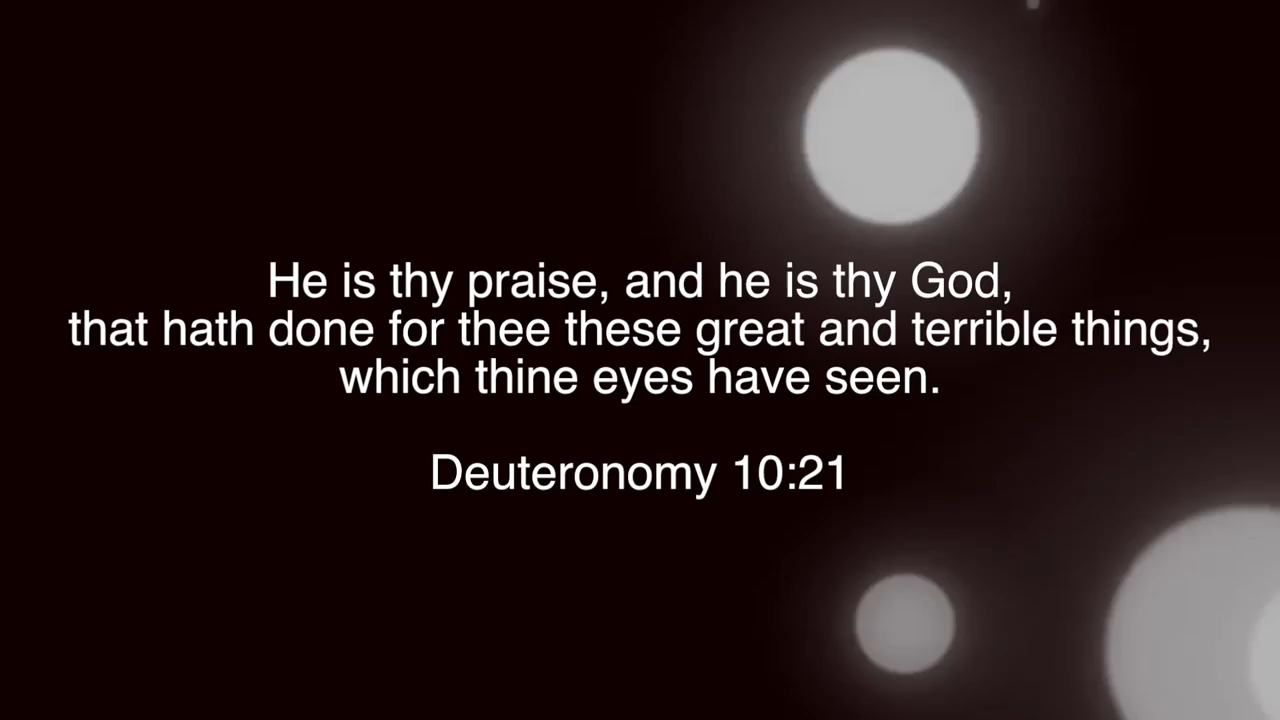 He is thy praise, and he is thy God,
that hath done for thee these great and terrible things,
which thine eyes have seen.
Deuteronomy 10:21